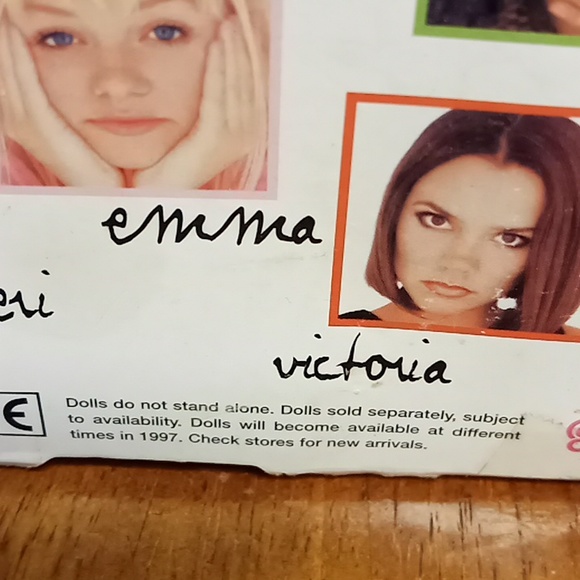 emma
eri
victoria
CE
Dolls do not stand alone. Dolls sold separately, subject
to availability. Dolls will become available at different
times in 1997. Check stores for new arrivals.